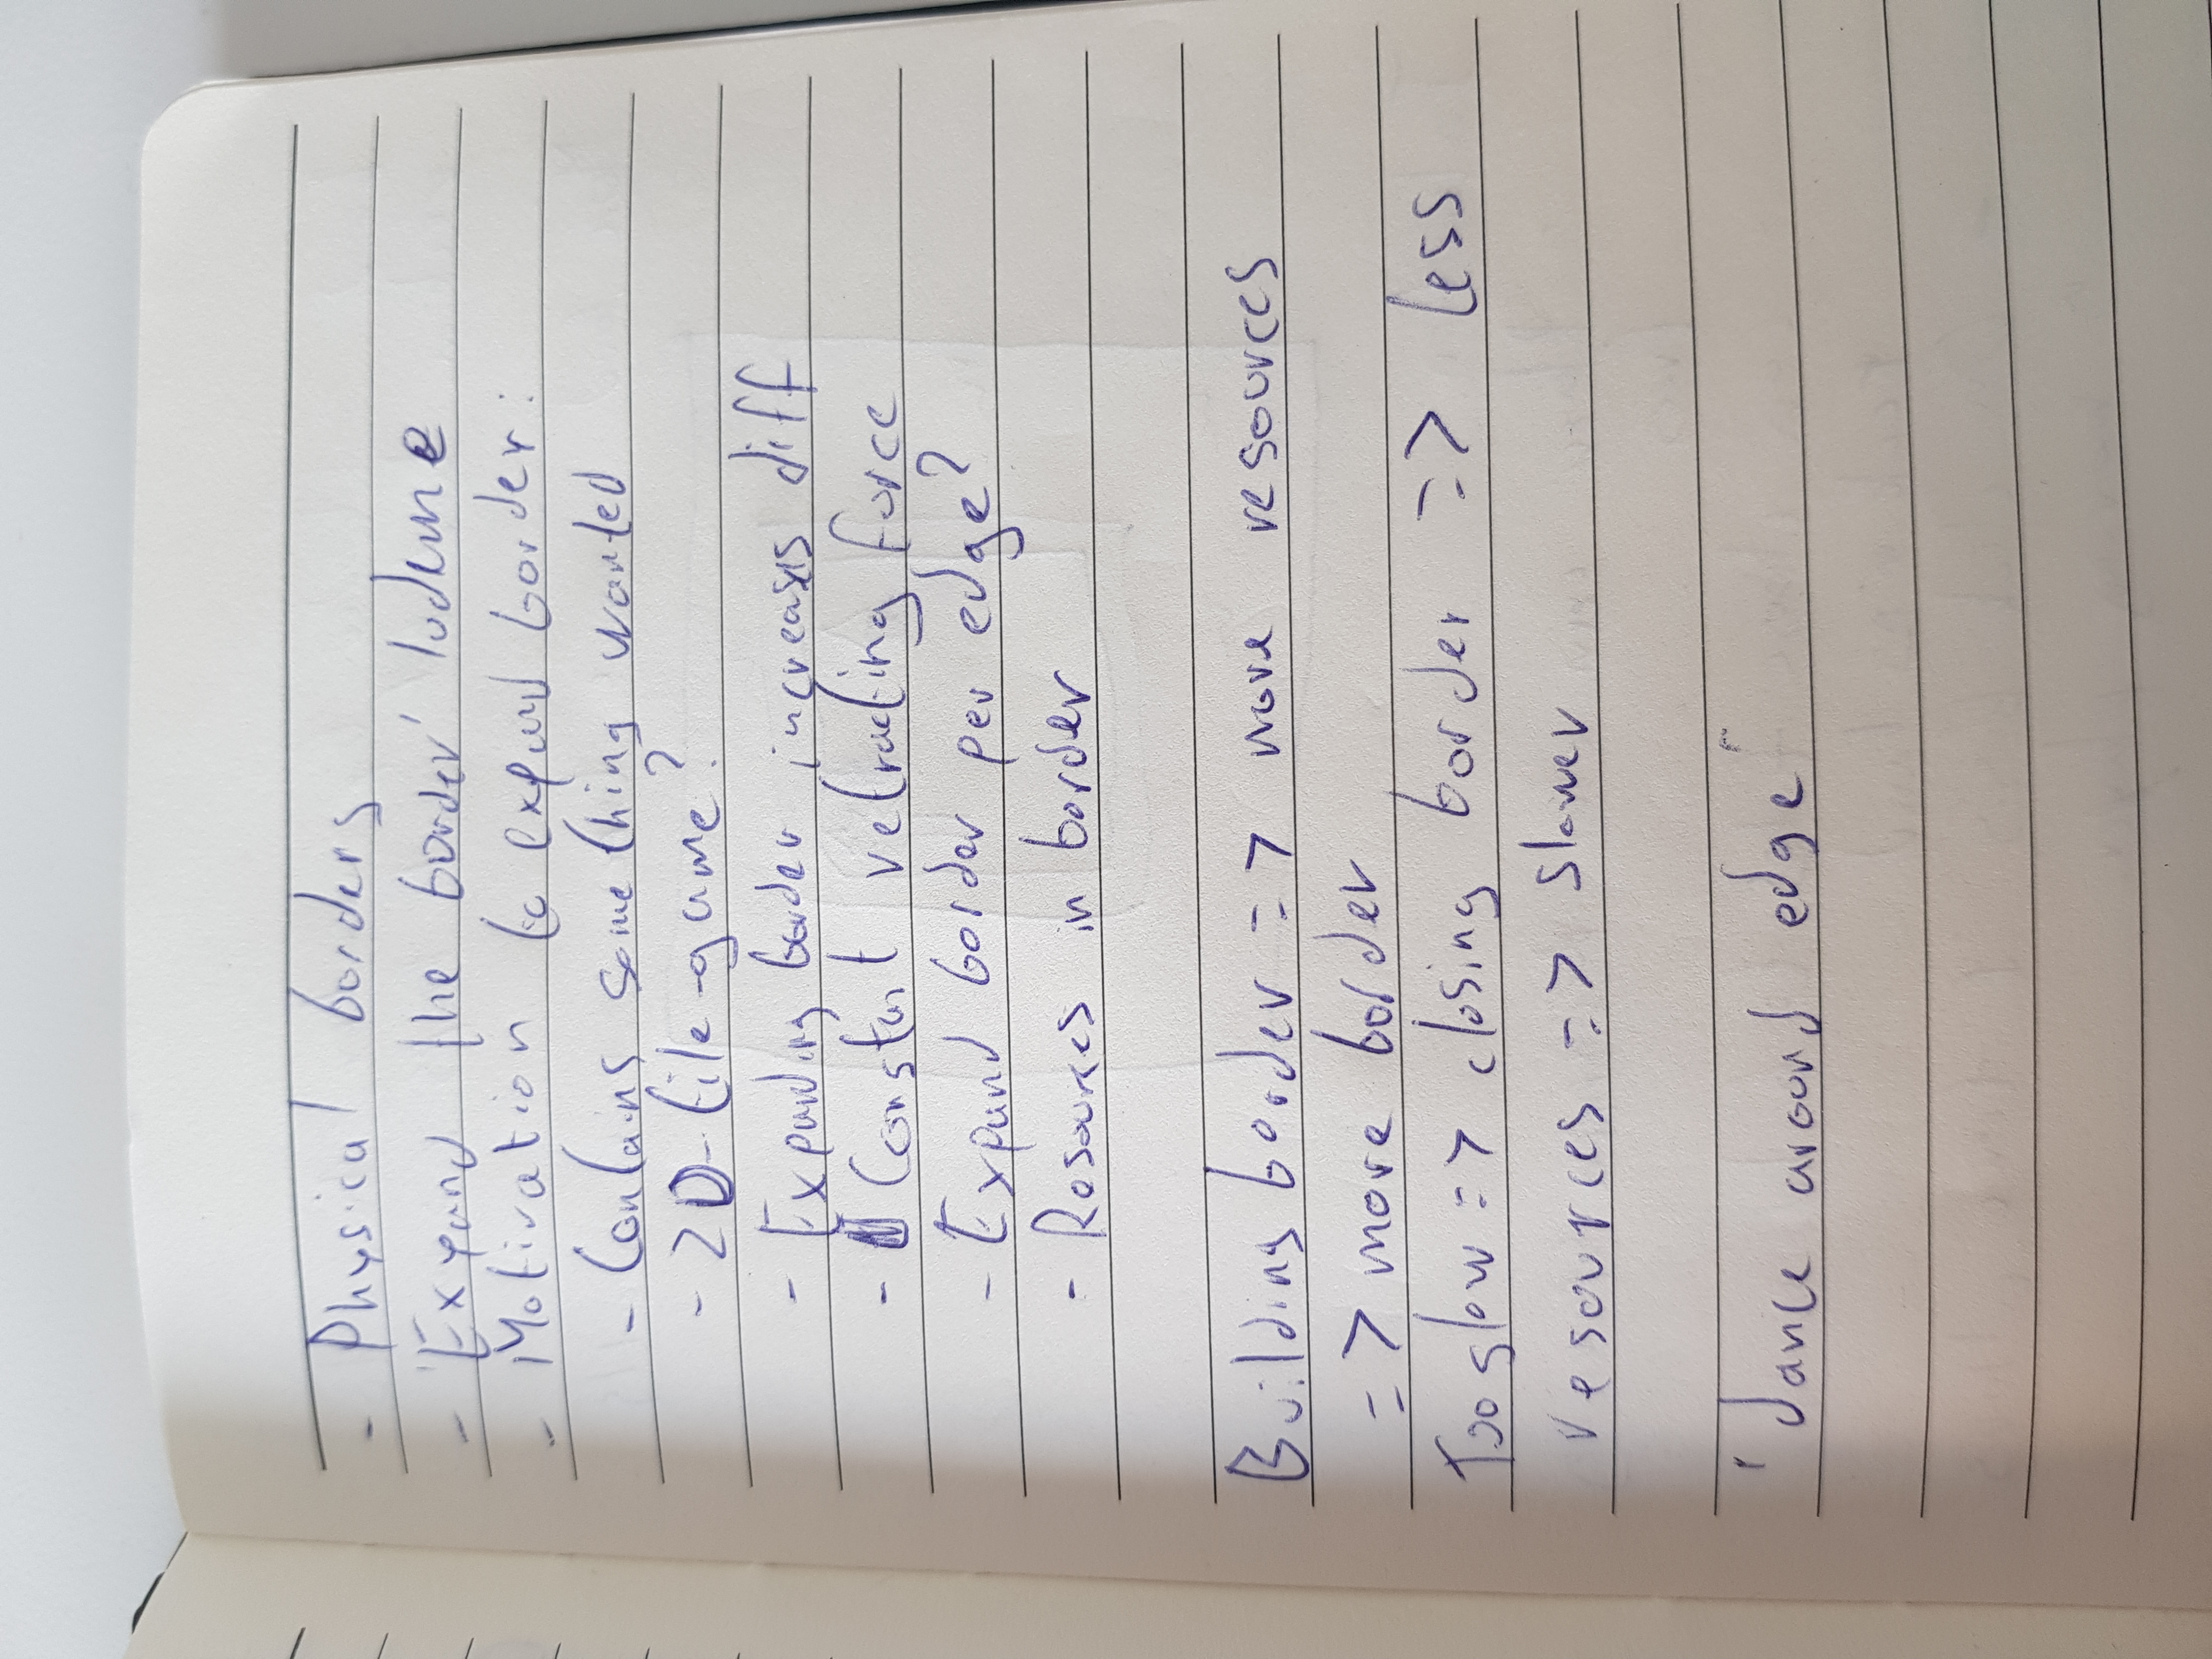 - Physical borders
- Expand the border ludeme
- Motivation to expand border:
- Contains something wanted
- 2D-tile-game?
- Expanding border increases diff
- Constant retracting force
- Expand border per edge?
- Resources in border
Building border => more resources
=> more border
Too slow => closing border => less
resources => slower
"dance around edge"